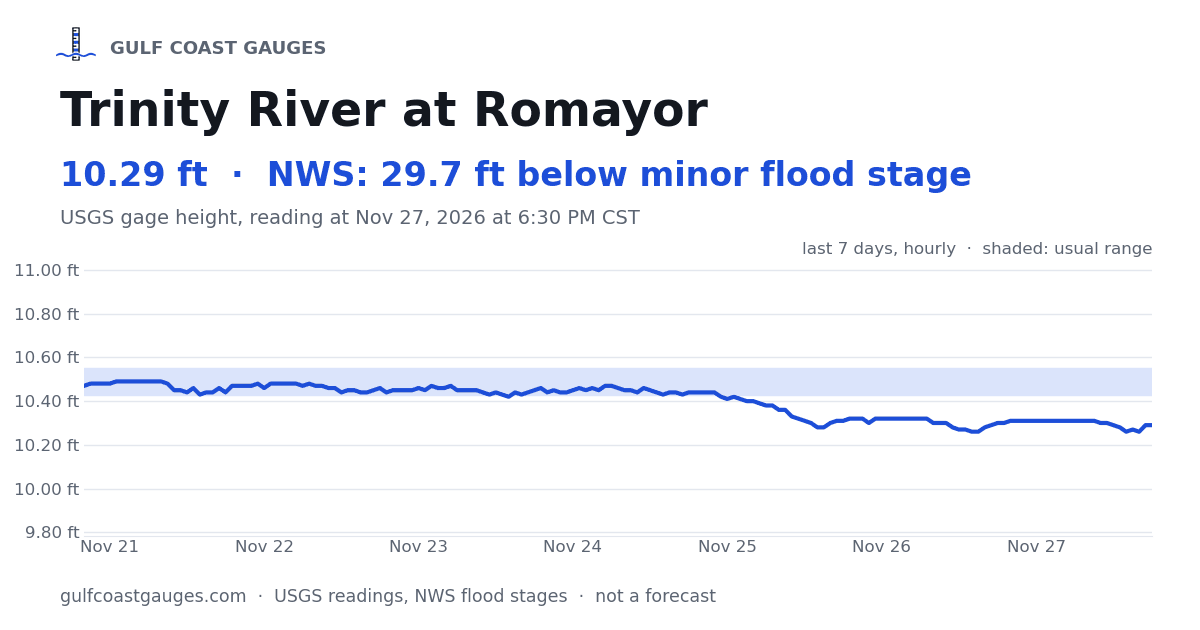 GULF COAST GAUGES
Trinity River at Romayor
10.29 ft · NWS: 29.7 ft below minor flood stage
USGS gage height, reading at Nov 27, 2026 at 6:30 PM CST
last 7 days, hourly · shaded: usual range
11.00 ft
10.80 ft
10.60 ft
10.40 ft
10.20 ft
10.00 ft
9.80 ft
Nov 21 Nov 22 Nov 23 Nov 24 Nov 25 Nov 26 Nov 27
gulfcoastgauges.com · USGS readings, NWS flood stages · not a forecast